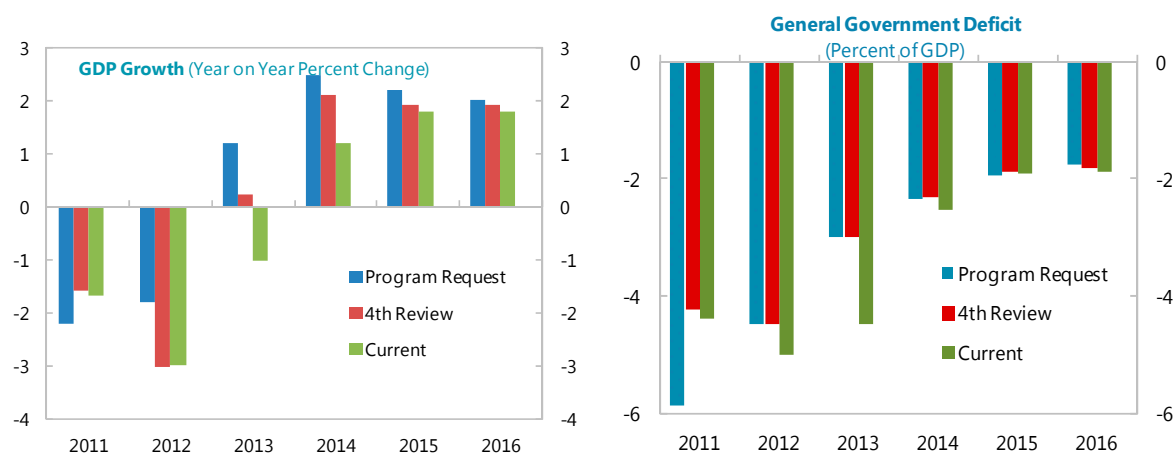 GDP Growth (Year on Year Percent Change)
3
2
1
0
-1
-2
-3
-4
3
2
1
0
-1
-2
-3
-4
Program Request
4th Review
Current
2011 2012 2013 2014 2015 2016
General Government Deficit
(Percent of GDP)
0
-2
-4
-6
0
-2
-4
-6
Program Request
4th Review
Current
2011 2012 2013 2014 2015 2016